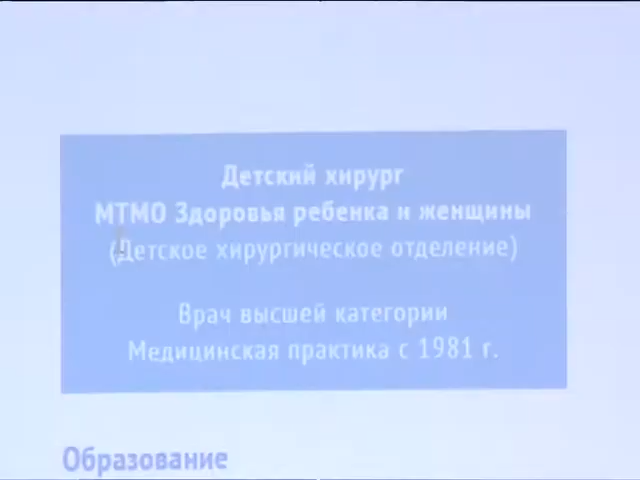 Детский хирург
МТМО Здоровья ребенка и женщины
(Детское хирургическое отделение)
Врач высшей категории
Медицинская практика с 1981 г.
Образование